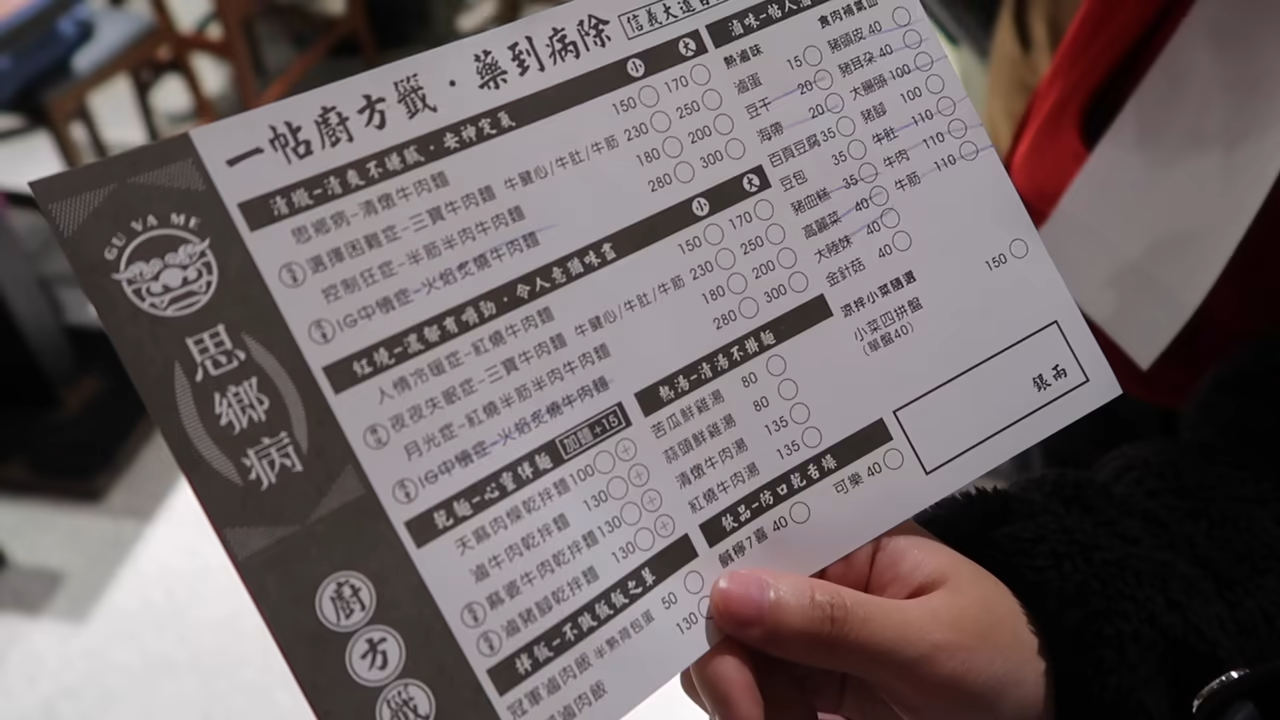 一帖廚方籤·藥到病除
信義大道
GU VA ME
思鄉病
廚方籤
清燉-清爽不爆膩·安神定氣 小 大
思鄉病-清燉牛肉麵 150 170
選擇困難症-三寶牛肉麵 牛腱心/牛肚/牛筋 230 250
控制狂症-半筋半肉牛肉麵 180 200
IG中憜症-火焰炙燒牛肉麵 280 300
紅燒-濃郁有嚼勁·令人意猶味盡 小 大
人情冷暖症-紅燒牛肉麵 150 170
夜夜失眠症-三寶牛肉麵 牛腱心/牛肚/牛筋 230 250
月光症-紅燒半筋半肉牛肉麵 180 200
IG中憜症-火焰炙燒牛肉麵 280 300
乾麵-心靈伴麵 加麵+15
天麻肉燥乾拌麵 100 +
滷牛肉乾拌麵 130 +
麻婆牛肉乾拌麵 130 +
滷豬腳乾拌麵 130 +
拌飯-不做飯飯之輩
冠軍滷肉飯 半熟荷包蛋 50
滷肉飯 130
熱湯-清湯不掛麵
苦瓜鮮雞湯 80
蒜頭鮮雞湯 80
清燉牛肉湯 135
紅燒牛肉湯 135
飲品-防口乾舌燥
鹹檸7喜 40
可樂 40
滷味-帖人
熱滷味
滷蛋 15
豆干 20
海帶 20
百頁豆腐 35
豆包 35
豬血糕 35
高麗菜 40
大陸妹 40
金針菇 40
食肉補氣血
豬頭皮 40
豬耳朵 40
大腸頭 100
豬腳 100
牛肚 110
牛肉 110
牛筋 110
涼拌小菜隨選
小菜四拼盤 150
(單盤40)
銀兩